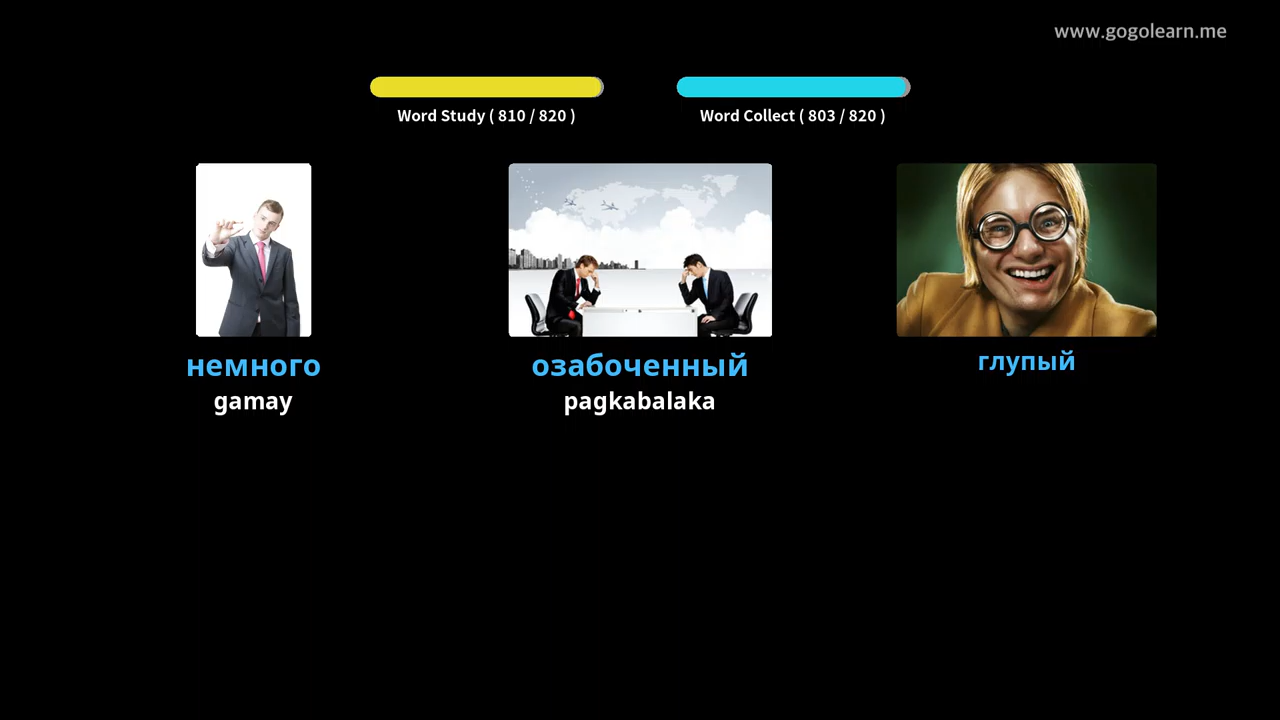 www.gogolearn.me
Word Study ( 810 / 820 )
Word Collect ( 803 / 820 )
немного
gamay
озабоченный
pagkabalaka
глупый